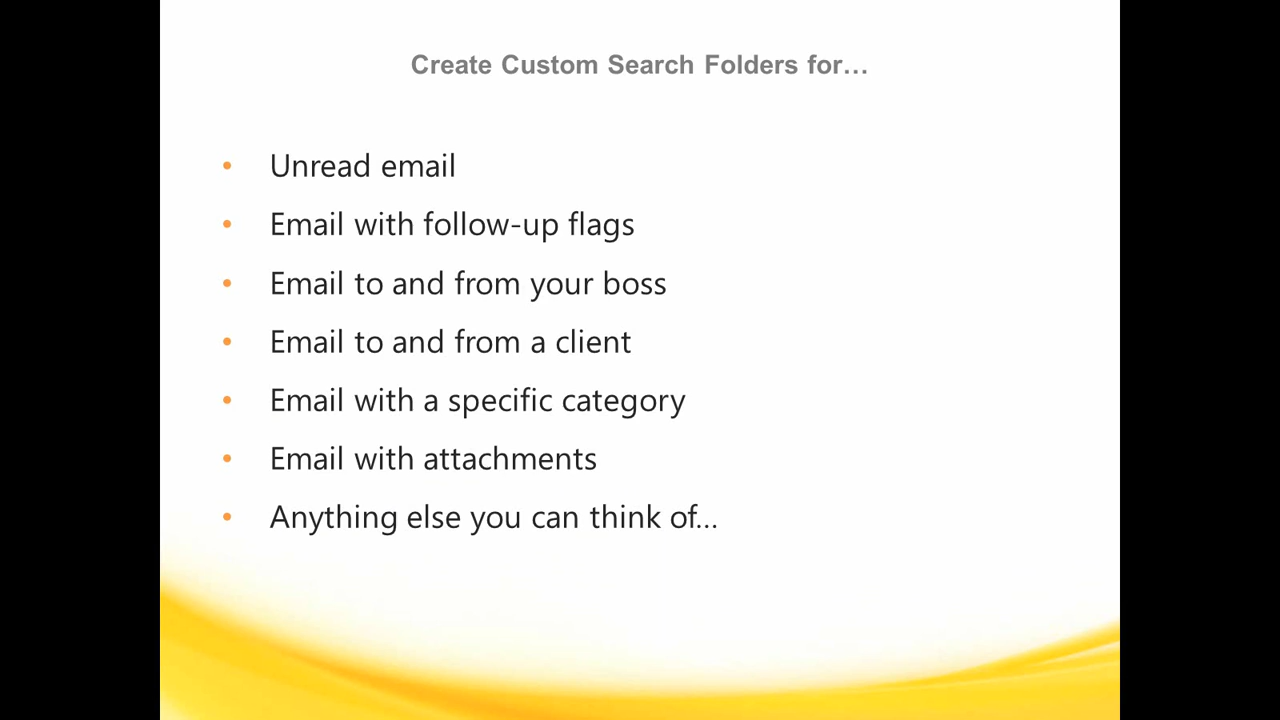 Create Custom Search Folders for...
• Unread email
• Email with follow-up flags
• Email to and from your boss
• Email to and from a client
• Email with a specific category
• Email with attachments
• Anything else you can think of...